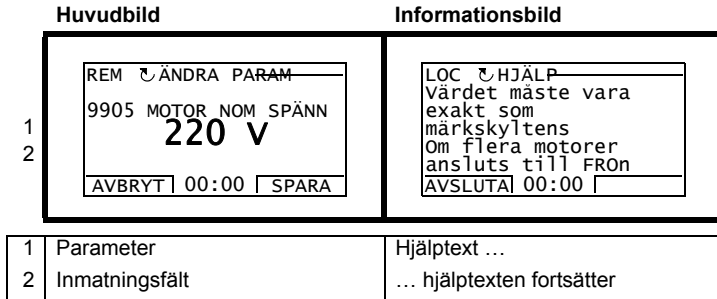 Huvudbild Informationsbild
REM ↻ ÄNDRA PARAM
9905 MOTOR NOM SPÄNN
220 V
AVBRYT 00:00 SPARA
LOC ↻ HJÄLP
Värdet måste vara
exakt som
märkskyltens
Om flera motorer
ansluts till FROn
AVSLUTA 00:00
1
2
1 Parameter Hjälptext …
2 Inmatningsfält … hjälptexten fortsätter